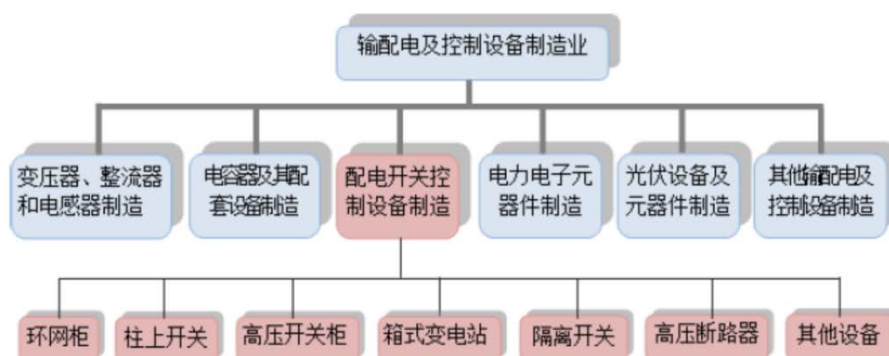 输配电及控制设备制造业
变压器、整流器
和电感器制造
电容器及其配
套设备制造
配电开关控
制设备制造
电力电子元
器件制造
光伏设备及
元器件制造
其他输配电及
控制设备制造
环网柜
柱上开关
高压开关柜
箱式变电站
隔离开关
高压断路器
其他设备